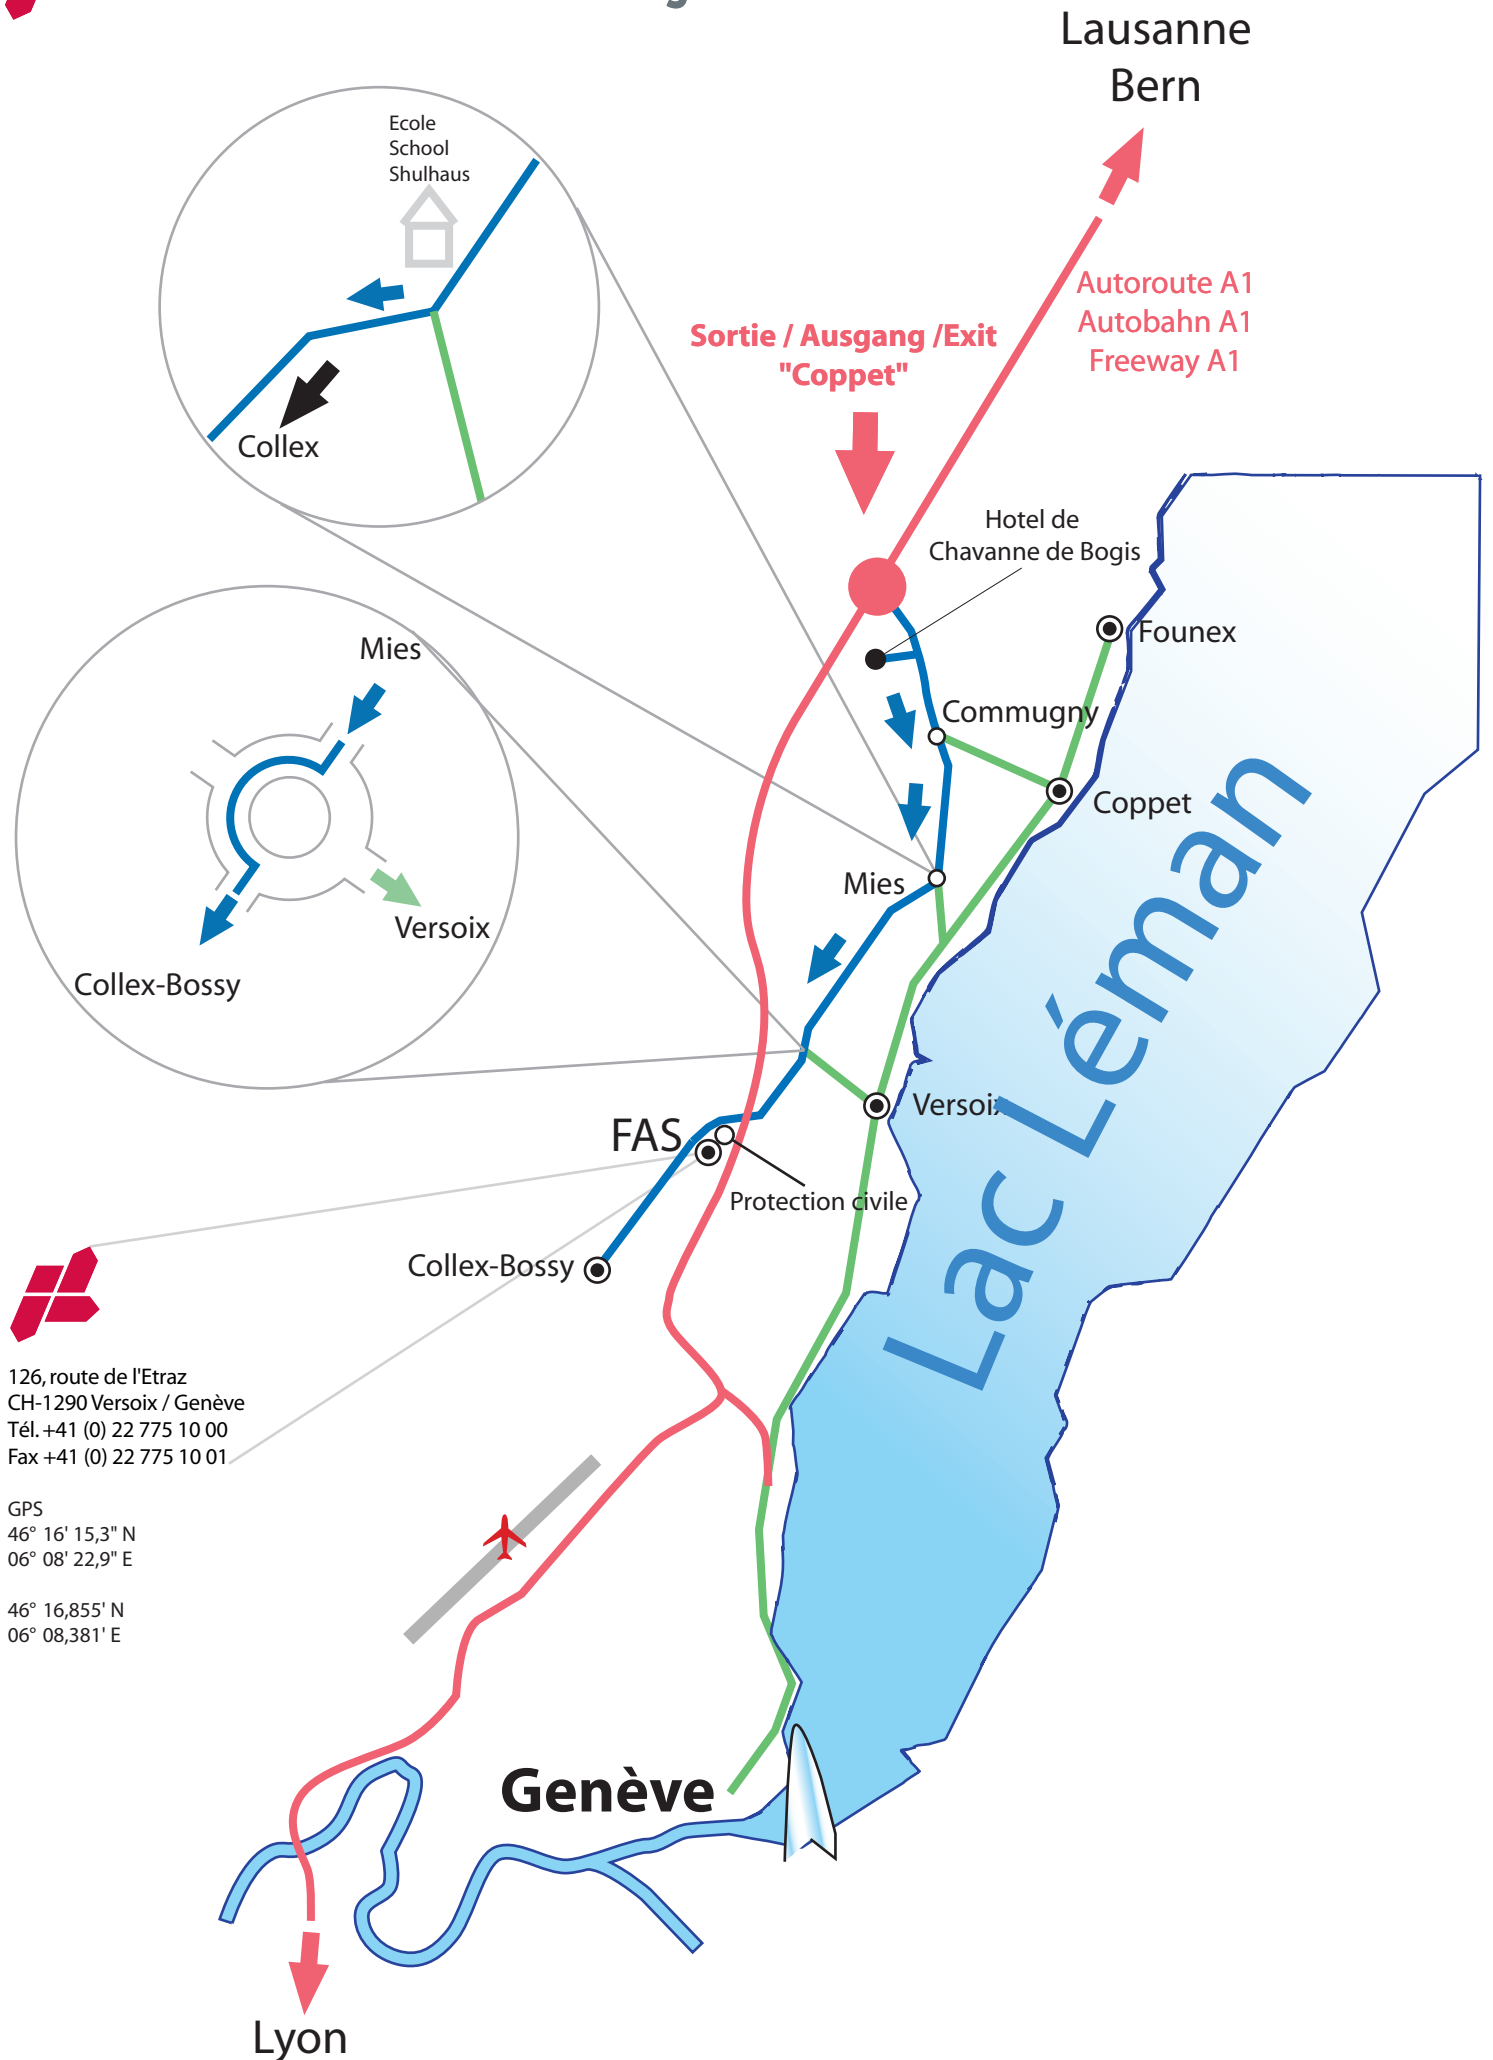 Lausanne
Bern
Ecole
School
Shulhaus
Collex
Autoroute A1
Autobahn A1
Freeway A1
Sortie / Ausgang /Exit
"Coppet"
Hotel de
Chavanne de Bogis
Founex
Commugny
Coppet
Mies
Mies
Versoix
Collex-Bossy
Lac Léman
Versoix
FAS
Protection civile
Collex-Bossy
126, route de l'Etraz
CH-1290 Versoix / Genève
Tél. +41 (0) 22 775 10 00
Fax +41 (0) 22 775 10 01
GPS
46° 16' 15,3" N
06° 08' 22,9" E
46° 16,855' N
06° 08,381' E
Genève
Lyon